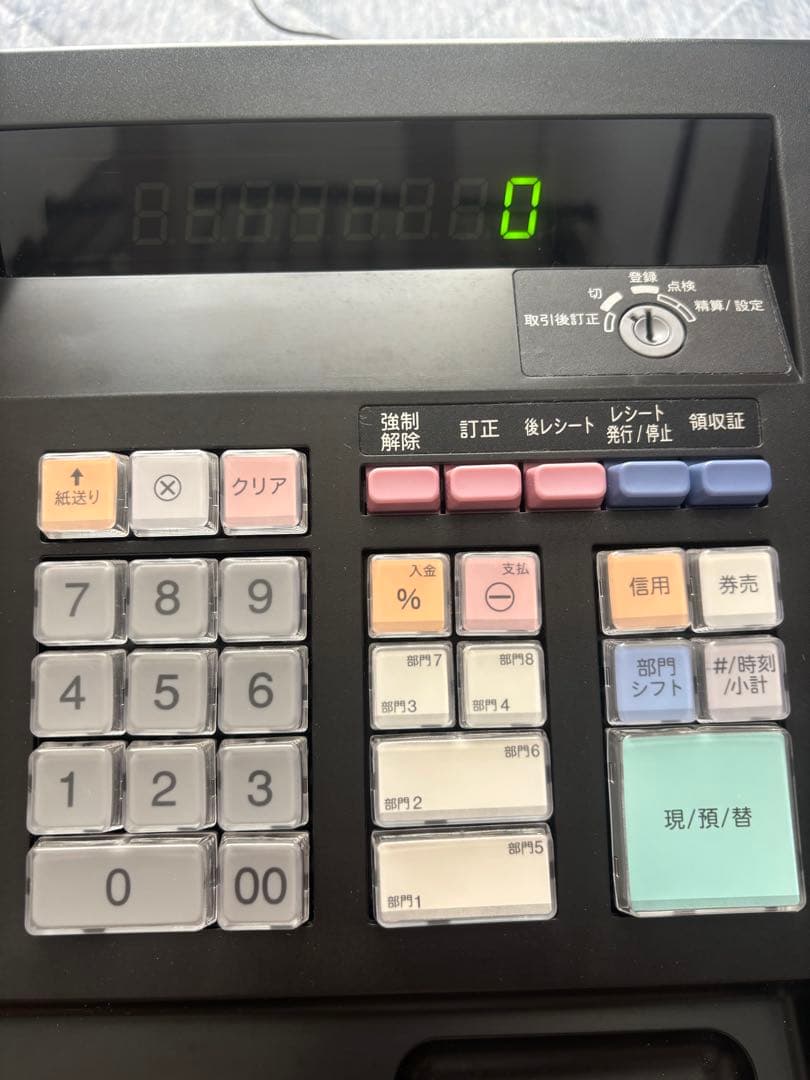 0
登録
切
点検
取引後訂正
精算/設定
強制
解除
訂正
後レシート
レシート
発行/停止
領収証
↑
紙送り
⊗
クリア
7
8
9
入金
%
支払
⊖
信用
券売
4
5
6
部門7
部門3
部門8
部門4
部門
シフト
#/時刻
/小計
1
2
3
部門6
部門2
現/預/替
0
00
部門5
部門1